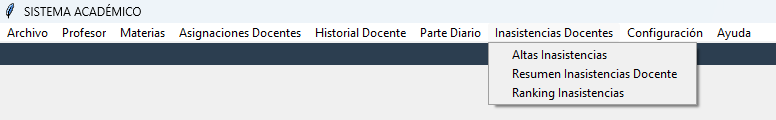 SISTEMA ACADÉMICO
Archivo Profesor Materias Asignaciones Docentes Historial Docente Parte Diario Inasistencias Docentes Configuración Ayuda
Altas Inasistencias
Resumen Inasistencias Docente
Ranking Inasistencias